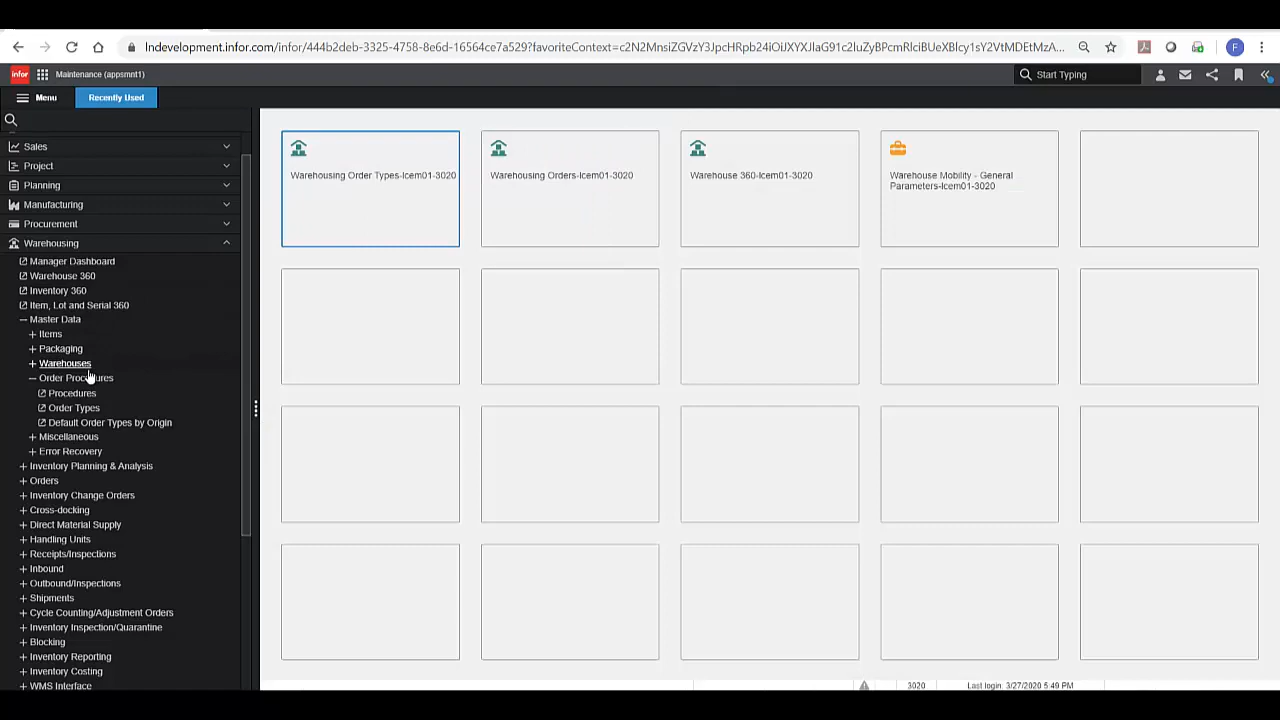 lndevelopment.infor.com/infor/444b2deb-3325-4758-8e6d-16564ce7a529?favoriteContext=c2N2MnsiZGVzY3JpcHRpb24iOiJXYXJlaG91c2luZyBPcmRlciBUeXBlcy1sY2VtMDEtMzA...
F
infor
Maintenance (appsmnt1)
Start Typing
Menu
Recently Used
Sales
Project
Planning
Manufacturing
Procurement
Warehousing
Manager Dashboard
Warehouse 360
Inventory 360
Item, Lot and Serial 360
Master Data
Items
Packaging
Warehouses
Order Procedures
Procedures
Order Types
Default Order Types by Origin
Miscellaneous
Error Recovery
Inventory Planning & Analysis
Orders
Inventory Change Orders
Cross-docking
Direct Material Supply
Handling Units
Receipts/Inspections
Inbound
Outbound/Inspections
Shipments
Cycle Counting/Adjustment Orders
Inventory Inspection/Quarantine
Blocking
Inventory Reporting
Inventory Costing
WMS Interface
Warehousing Order Types-lcem01-3020
Warehousing Orders-lcem01-3020
Warehouse 360-lcem01-3020
Warehouse Mobility - General
Parameters-lcem01-3020
3020
Last login: 3/27/2020 5:49 PM